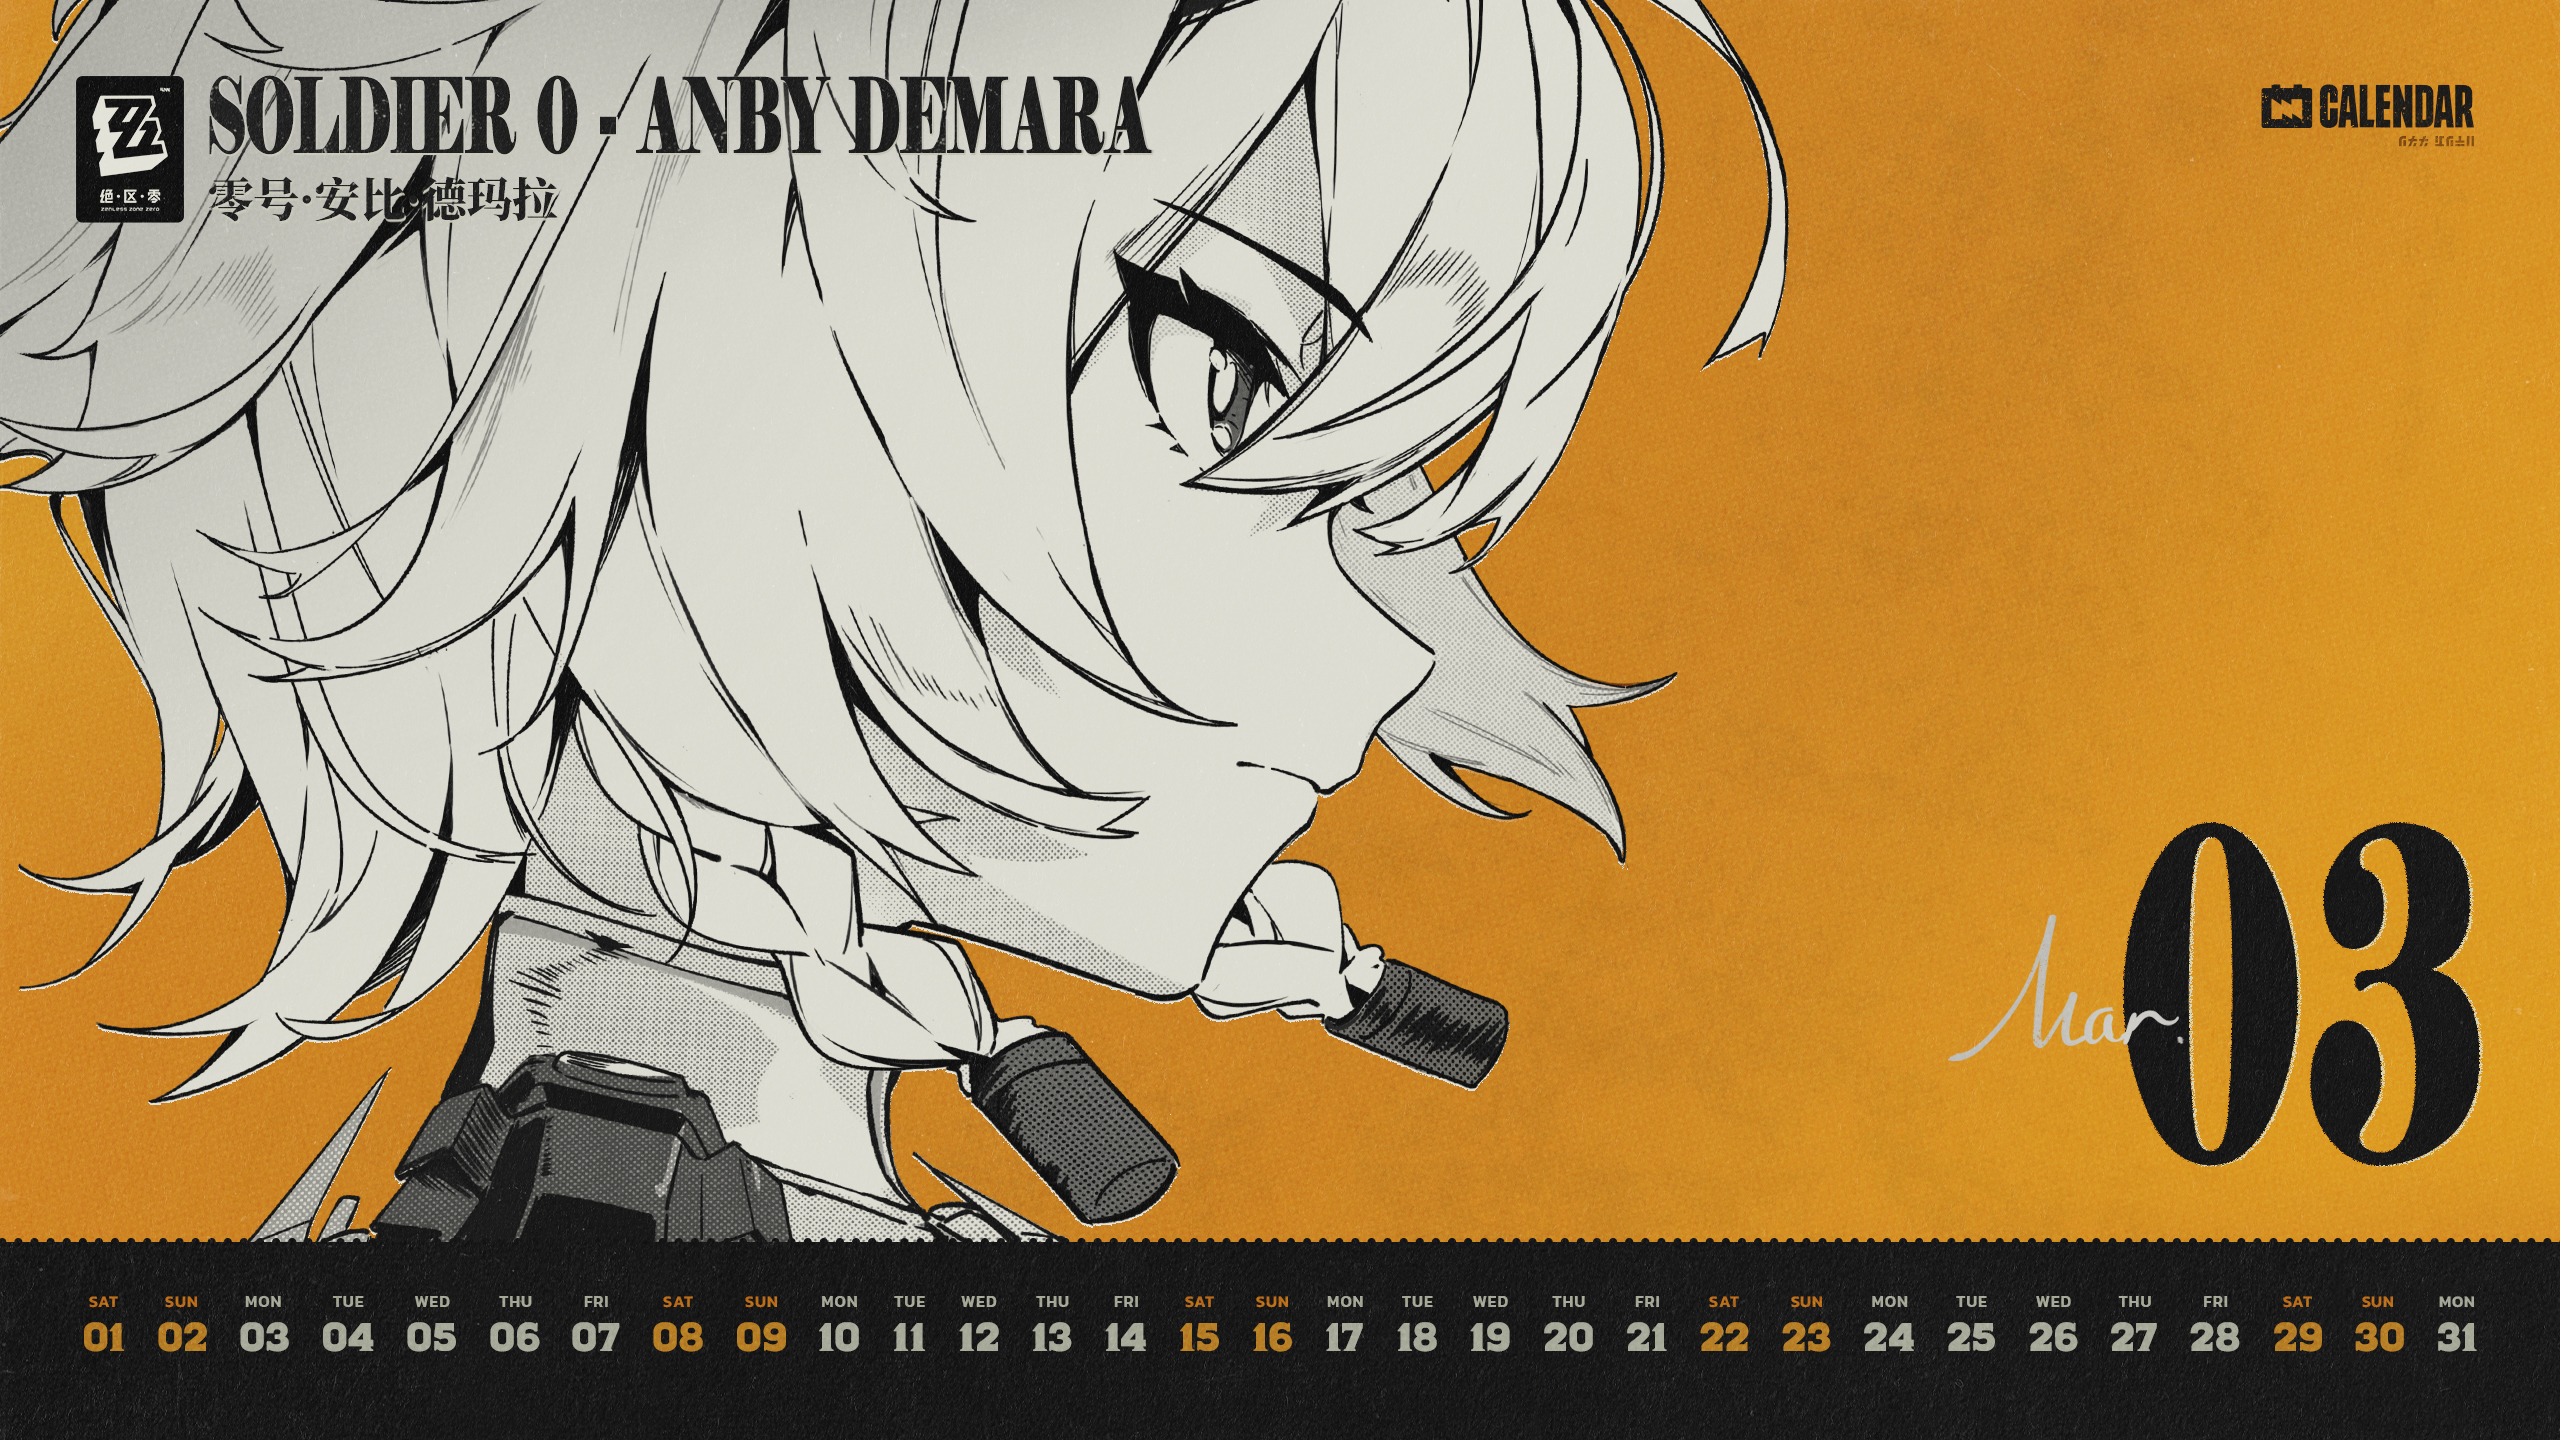 SOLDIER 0 · ANBY DEMARA
零号·安比·德玛拉
绝·区·零
ZENLESS ZONE ZERO
CALENDAR
Mar.
03
SAT SUN MON TUE WED THU FRI SAT SUN MON TUE WED THU FRI SAT SUN MON TUE WED THU FRI SAT SUN MON TUE WED THU FRI SAT SUN MON
01 02 03 04 05 06 07 08 09 10 11 12 13 14 15 16 17 18 19 20 21 22 23 24 25 26 27 28 29 30 31